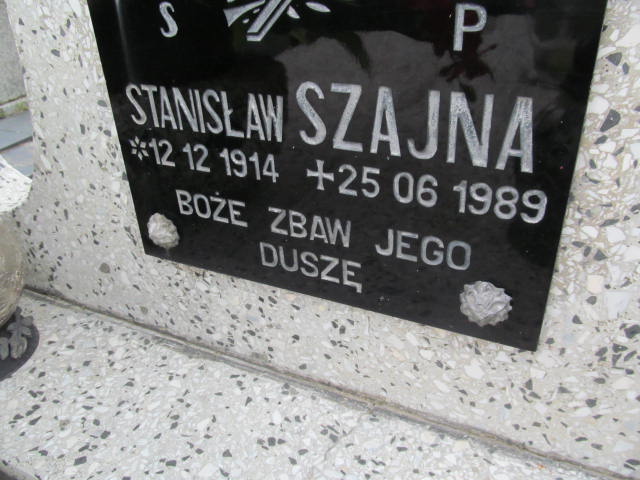 S P
STANISŁAW SZAJNA
*12 12 1914 +25 06 1989
BOŻE ZBAW JEGO
DUSZĘ